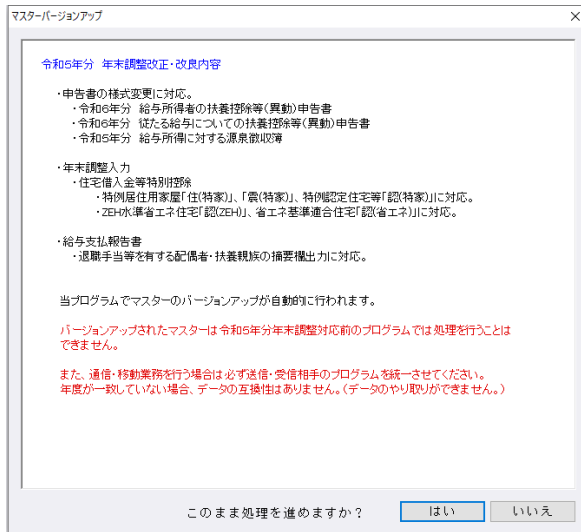 マスターバージョンアップ
令和5年分 年末調整改正・改良内容
・申告書の様式変更に対応。
・令和6年分 給与所得者の扶養控除等(異動)申告書
・令和6年分 従たる給与についての扶養控除等(異動)申告書
・令和5年分 給与所得に対する源泉徴収簿
・年末調整入力
・住宅借入金等特別控除
・特例居住用家屋「住(特家)」、「震(特家)」、特例認定住宅等「認(特家)」に対応。
・ZEH水準省エネ住宅「認(ZEH)」、省エネ基準適合住宅「認(省エネ)」に対応。
・給与支払報告書
・退職手当等を有する配偶者・扶養親族の摘要欄出力に対応。
当プログラムでマスターのバージョンアップが自動的に行われます。
バージョンアップされたマスターは令和5年分年末調整対応前のプログラムでは処理を行うことは
できません。
また、通信・移動業務を行う場合は必ず送信・受信相手のプログラムを統一させてください。
年度が一致していない場合、データの互換性はありません。(データのやり取りができません。)
このまま処理を進めますか？ はい いいえ